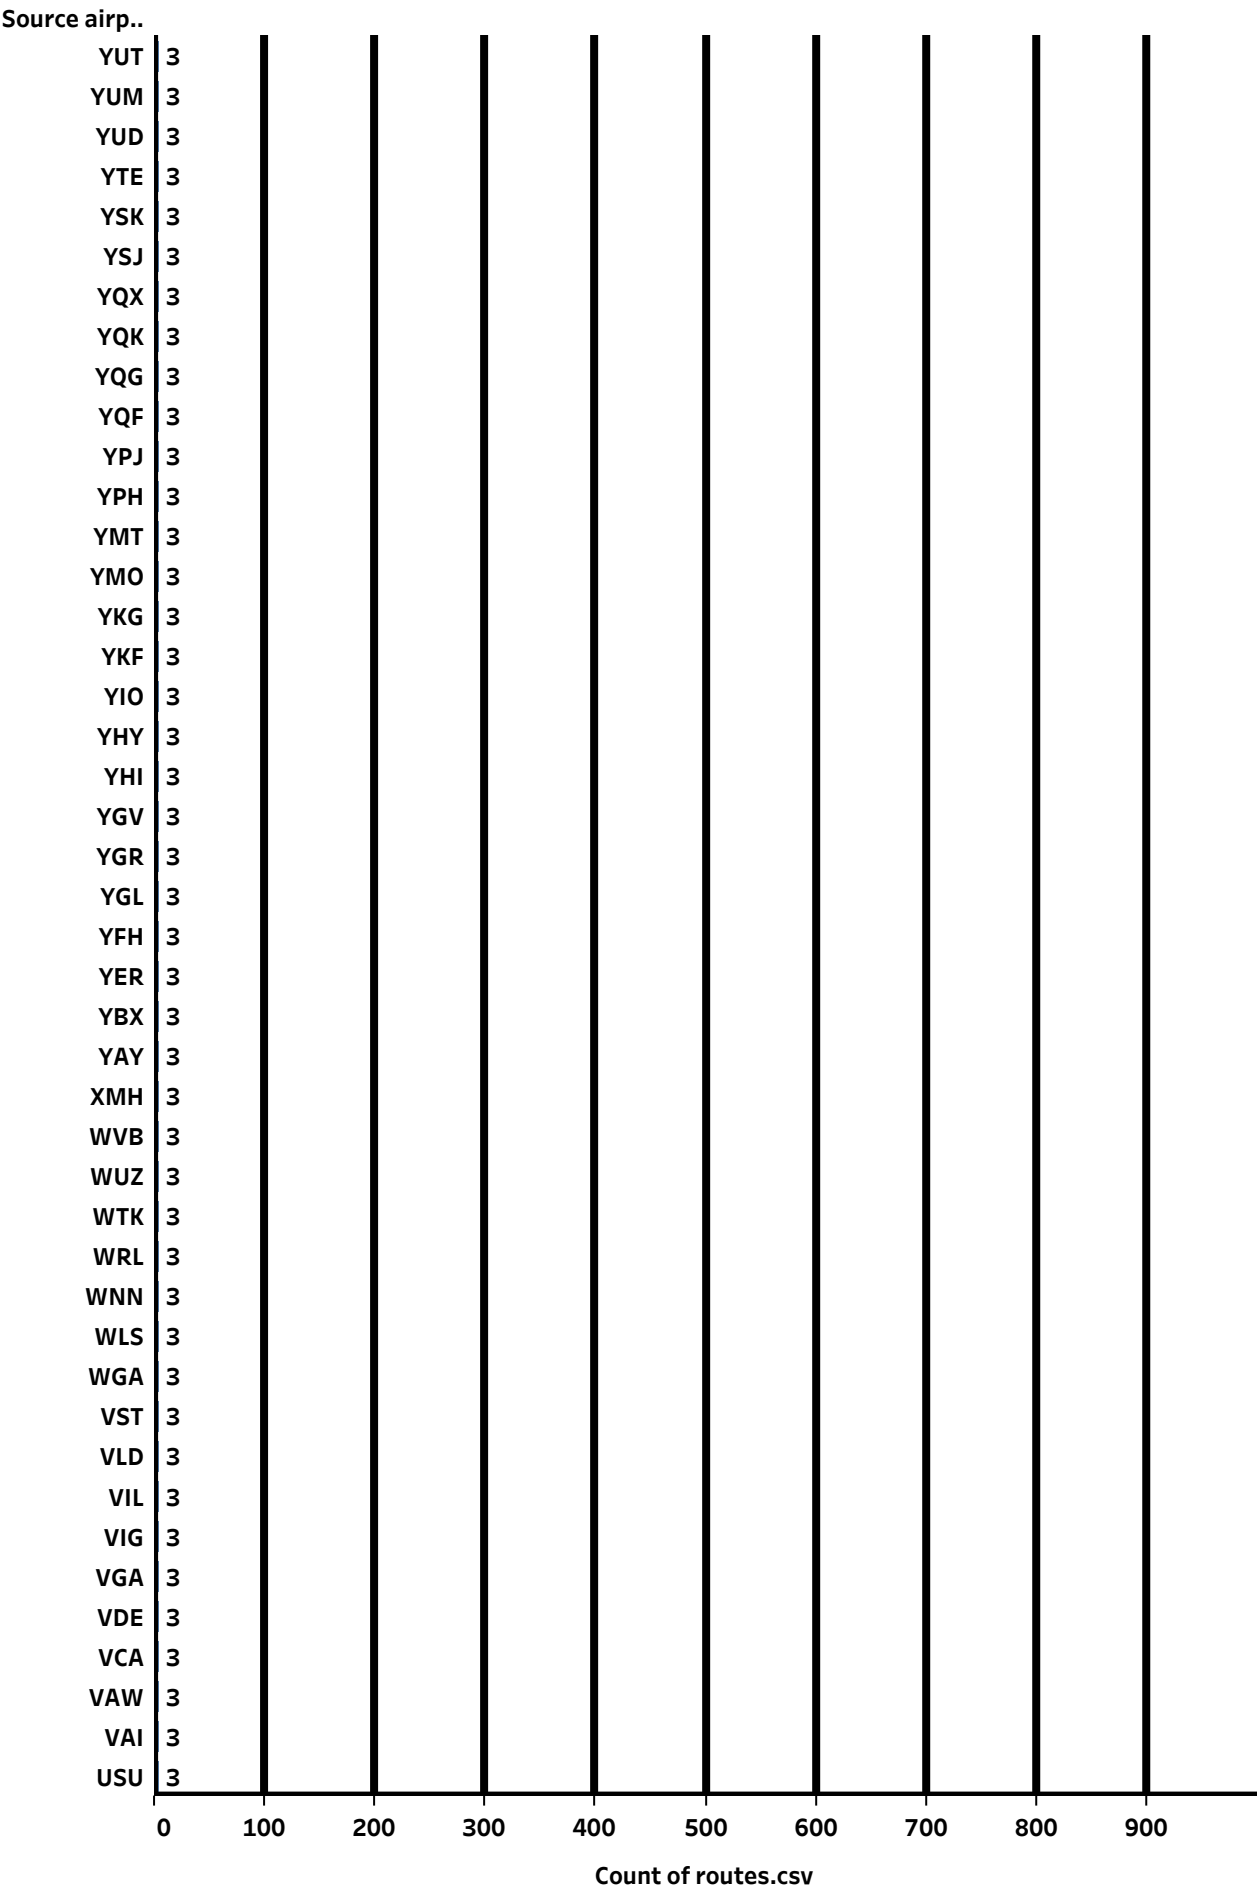 Source airp..
YUT 3
YUM 3
YUD 3
YTE 3
YSK 3
YSJ 3
YQX 3
YQK 3
YQG 3
YQF 3
YPJ 3
YPH 3
YMT 3
YMO 3
YKG 3
YKF 3
YIO 3
YHY 3
YHI 3
YGV 3
YGR 3
YGL 3
YFH 3
YER 3
YBX 3
YAY 3
XMH 3
WVB 3
WUZ 3
WTK 3
WRL 3
WNN 3
WLS 3
WGA 3
VST 3
VLD 3
VIL 3
VIG 3
VGA 3
VDE 3
VCA 3
VAW 3
VAI 3
USU 3
0 100 200 300 400 500 600 700 800 900
Count of routes.csv